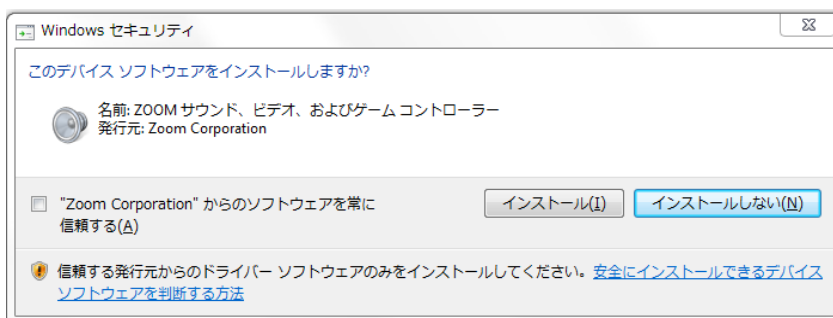 Windows セキュリティ
このデバイス ソフトウェアをインストールしますか?
名前: ZOOM サウンド、ビデオ、およびゲーム コントローラー
発行元: Zoom Corporation
"Zoom Corporation" からのソフトウェアを常に
信頼する(A)
インストール(I)
インストールしない(N)
信頼する発行元からのドライバー ソフトウェアのみをインストールしてください。安全にインストールできるデバイス
ソフトウェアを判断する方法